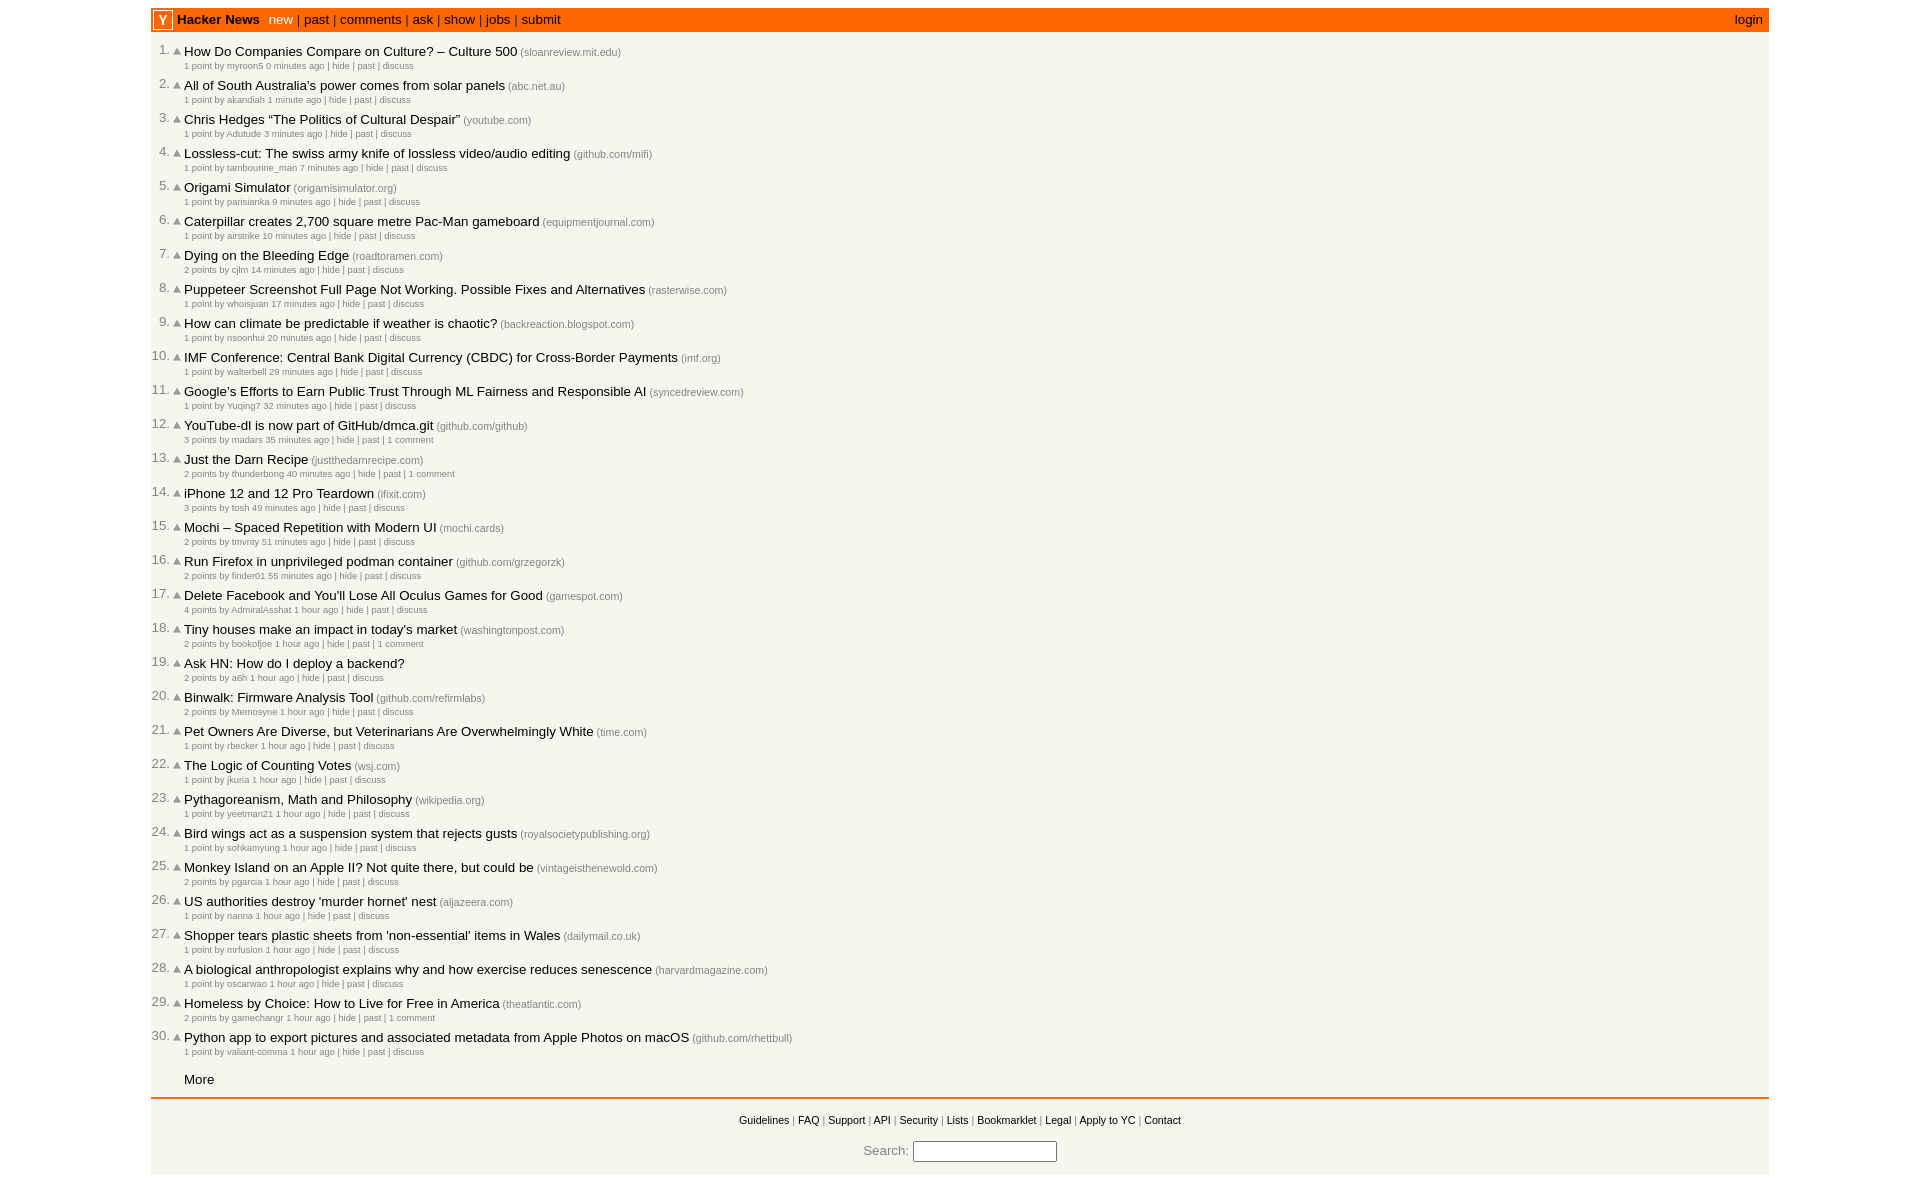 Y Hacker News new | past | comments | ask | show | jobs | submit login
1. How Do Companies Compare on Culture? – Culture 500 (sloanreview.mit.edu)
1 point by myroon5 0 minutes ago | hide | past | discuss
2. All of South Australia's power comes from solar panels (abc.net.au)
1 point by akandiah 1 minute ago | hide | past | discuss
3. Chris Hedges “The Politics of Cultural Despair” (youtube.com)
1 point by Adutude 3 minutes ago | hide | past | discuss
4. Lossless-cut: The swiss army knife of lossless video/audio editing (github.com/mifi)
1 point by tambourine_man 7 minutes ago | hide | past | discuss
5. Origami Simulator (origamisimulator.org)
1 point by parisianka 9 minutes ago | hide | past | discuss
6. Caterpillar creates 2,700 square metre Pac-Man gameboard (equipmentjournal.com)
1 point by airstrike 10 minutes ago | hide | past | discuss
7. Dying on the Bleeding Edge (roadtoramen.com)
2 points by cjlm 14 minutes ago | hide | past | discuss
8. Puppeteer Screenshot Full Page Not Working. Possible Fixes and Alternatives (rasterwise.com)
1 point by whoisjuan 17 minutes ago | hide | past | discuss
9. How can climate be predictable if weather is chaotic? (backreaction.blogspot.com)
1 point by nsoonhui 20 minutes ago | hide | past | discuss
10. IMF Conference: Central Bank Digital Currency (CBDC) for Cross-Border Payments (imf.org)
1 point by walterbell 29 minutes ago | hide | past | discuss
11. Google’s Efforts to Earn Public Trust Through ML Fairness and Responsible AI (syncedreview.com)
1 point by Yuqing7 32 minutes ago | hide | past | discuss
12. YouTube-dl is now part of GitHub/dmca.git (github.com/github)
3 points by madars 35 minutes ago | hide | past | 1 comment
13. Just the Darn Recipe (justthedarnrecipe.com)
2 points by thunderbong 40 minutes ago | hide | past | 1 comment
14. iPhone 12 and 12 Pro Teardown (ifixit.com)
3 points by tosh 49 minutes ago | hide | past | discuss
15. Mochi – Spaced Repetition with Modern UI (mochi.cards)
2 points by tmvnty 51 minutes ago | hide | past | discuss
16. Run Firefox in unprivileged podman container (github.com/grzegorzk)
2 points by finder01 55 minutes ago | hide | past | discuss
17. Delete Facebook and You'll Lose All Oculus Games for Good (gamespot.com)
4 points by AdmiralAsshat 1 hour ago | hide | past | discuss
18. Tiny houses make an impact in today's market (washingtonpost.com)
2 points by bookofjoe 1 hour ago | hide | past | 1 comment
19. Ask HN: How do I deploy a backend?
2 points by a6h 1 hour ago | hide | past | discuss
20. Binwalk: Firmware Analysis Tool (github.com/refirmlabs)
2 points by Memosyne 1 hour ago | hide | past | discuss
21. Pet Owners Are Diverse, but Veterinarians Are Overwhelmingly White (time.com)
1 point by rbecker 1 hour ago | hide | past | discuss
22. The Logic of Counting Votes (wsj.com)
1 point by jkuria 1 hour ago | hide | past | discuss
23. Pythagoreanism, Math and Philosophy (wikipedia.org)
1 point by yeetman21 1 hour ago | hide | past | discuss
24. Bird wings act as a suspension system that rejects gusts (royalsocietypublishing.org)
1 point by sohkamyung 1 hour ago | hide | past | discuss
25. Monkey Island on an Apple II? Not quite there, but could be (vintageisthenewold.com)
2 points by pgarcia 1 hour ago | hide | past | discuss
26. US authorities destroy 'murder hornet' nest (aljazeera.com)
1 point by nanna 1 hour ago | hide | past | discuss
27. Shopper tears plastic sheets from 'non-essential' items in Wales (dailymail.co.uk)
1 point by mrfusion 1 hour ago | hide | past | discuss
28. A biological anthropologist explains why and how exercise reduces senescence (harvardmagazine.com)
1 point by oscarwao 1 hour ago | hide | past | discuss
29. Homeless by Choice: How to Live for Free in America (theatlantic.com)
2 points by gamechangr 1 hour ago | hide | past | 1 comment
30. Python app to export pictures and associated metadata from Apple Photos on macOS (github.com/rhettbull)
1 point by valiant-comma 1 hour ago | hide | past | discuss
More
Guidelines | FAQ | Support | API | Security | Lists | Bookmarklet | Legal | Apply to YC | Contact
Search: